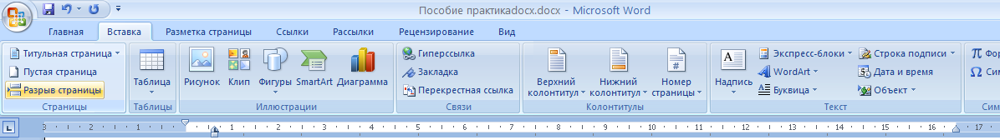 Пособие практикаdocx.docx - Microsoft Word
Главная Вставка Разметка страницы Ссылки Рассылки Рецензирование Вид
Титульная страница
Пустая страница
Разрыв страницы
Страницы
Таблица
Таблицы
Рисунок Клип Фигуры SmartArt Диаграмма
Иллюстрации
Гиперссылка
Закладка
Перекрестная ссылка
Связи
Верхний колонтитул
Нижний колонтитул
Номер страницы
Колонтитулы
Надпись
Экспресс-блоки
WordArt
Буквица
Строка подписи
Дата и время
Объект
Текст
π Фор
Ω Сим
Сим
3 2 1 1 2 3 4 5 6 7 8 9 10 11 12 13 14 15 16 17